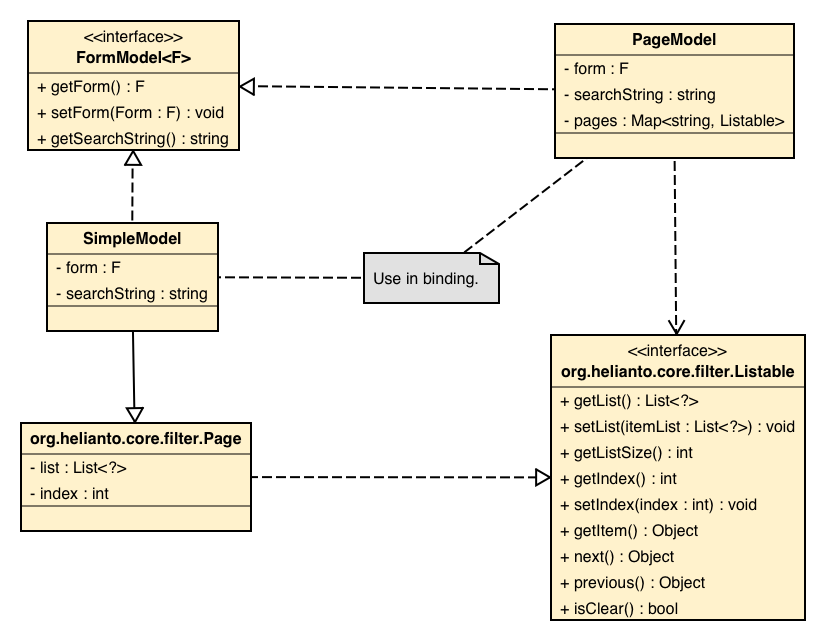 <<interface>>
FormModel<F>
+ getForm() : F
+ setForm(Form : F) : void
+ getSearchString() : string
PageModel
- form : F
- searchString : string
- pages : Map<string, Listable>
SimpleModel
- form : F
- searchString : string
Use in binding.
<<interface>>
org.helianto.core.filter.Listable
+ getList() : List<?>
+ setList(itemList : List<?>) : void
+ getListSize() : int
+ getIndex() : int
+ setIndex(index : int) : void
+ getItem() : Object
+ next() : Object
+ previous() : Object
+ isClear() : bool
org.helianto.core.filter.Page
- list : List<?>
- index : int